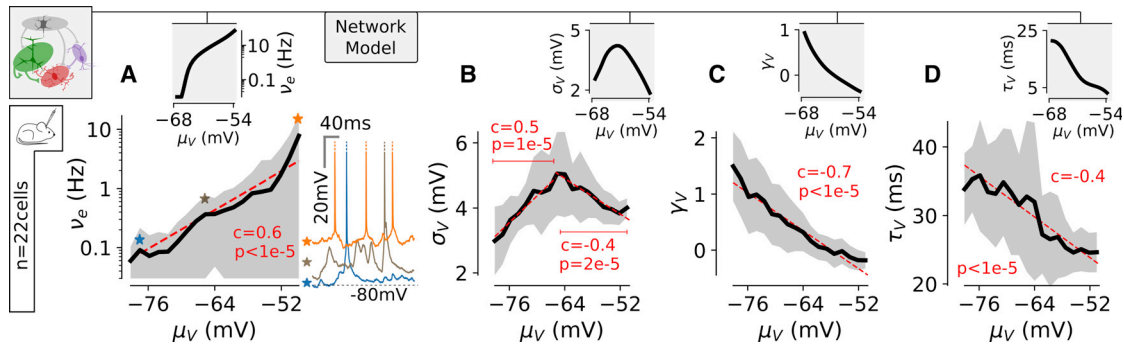 Network
Model
A
10
0.1
νe (Hz)
−68 −54
μV (mV)
B
σV (mV)
5
2
−68 −54
μV (mV)
C
γV
1
0
−68 −54
μV (mV)
D
τV (ms)
25
5
−68 −54
μV (mV)
n=22cells
νe (Hz)
10
1
0.1
c=0.6
p<1e-5
−76 −64 −52
μV (mV)
40ms
20mV
-80mV
σV (mV)
6
4
2
c=0.5
p=1e-5
c=-0.4
p=2e-5
−76 −64 −52
μV (mV)
γV
2
1
0
c=-0.7
p<1e-5
−76 −64 −52
μV (mV)
τV (ms)
40
30
20
c=-0.4
p<1e-5
−76 −64 −52
μV (mV)